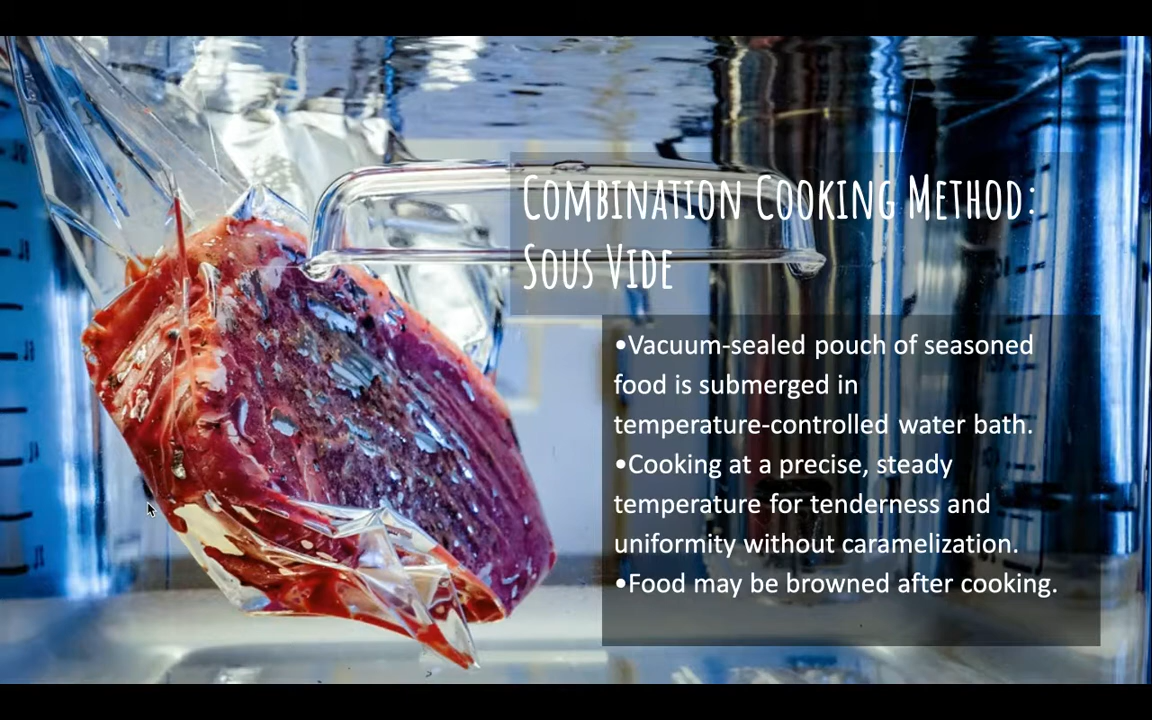 Combination Cooking Method:
Sous Vide
•Vacuum-sealed pouch of seasoned
food is submerged in
temperature-controlled water bath.
•Cooking at a precise, steady
temperature for tenderness and
uniformity without caramelization.
•Food may be browned after cooking.